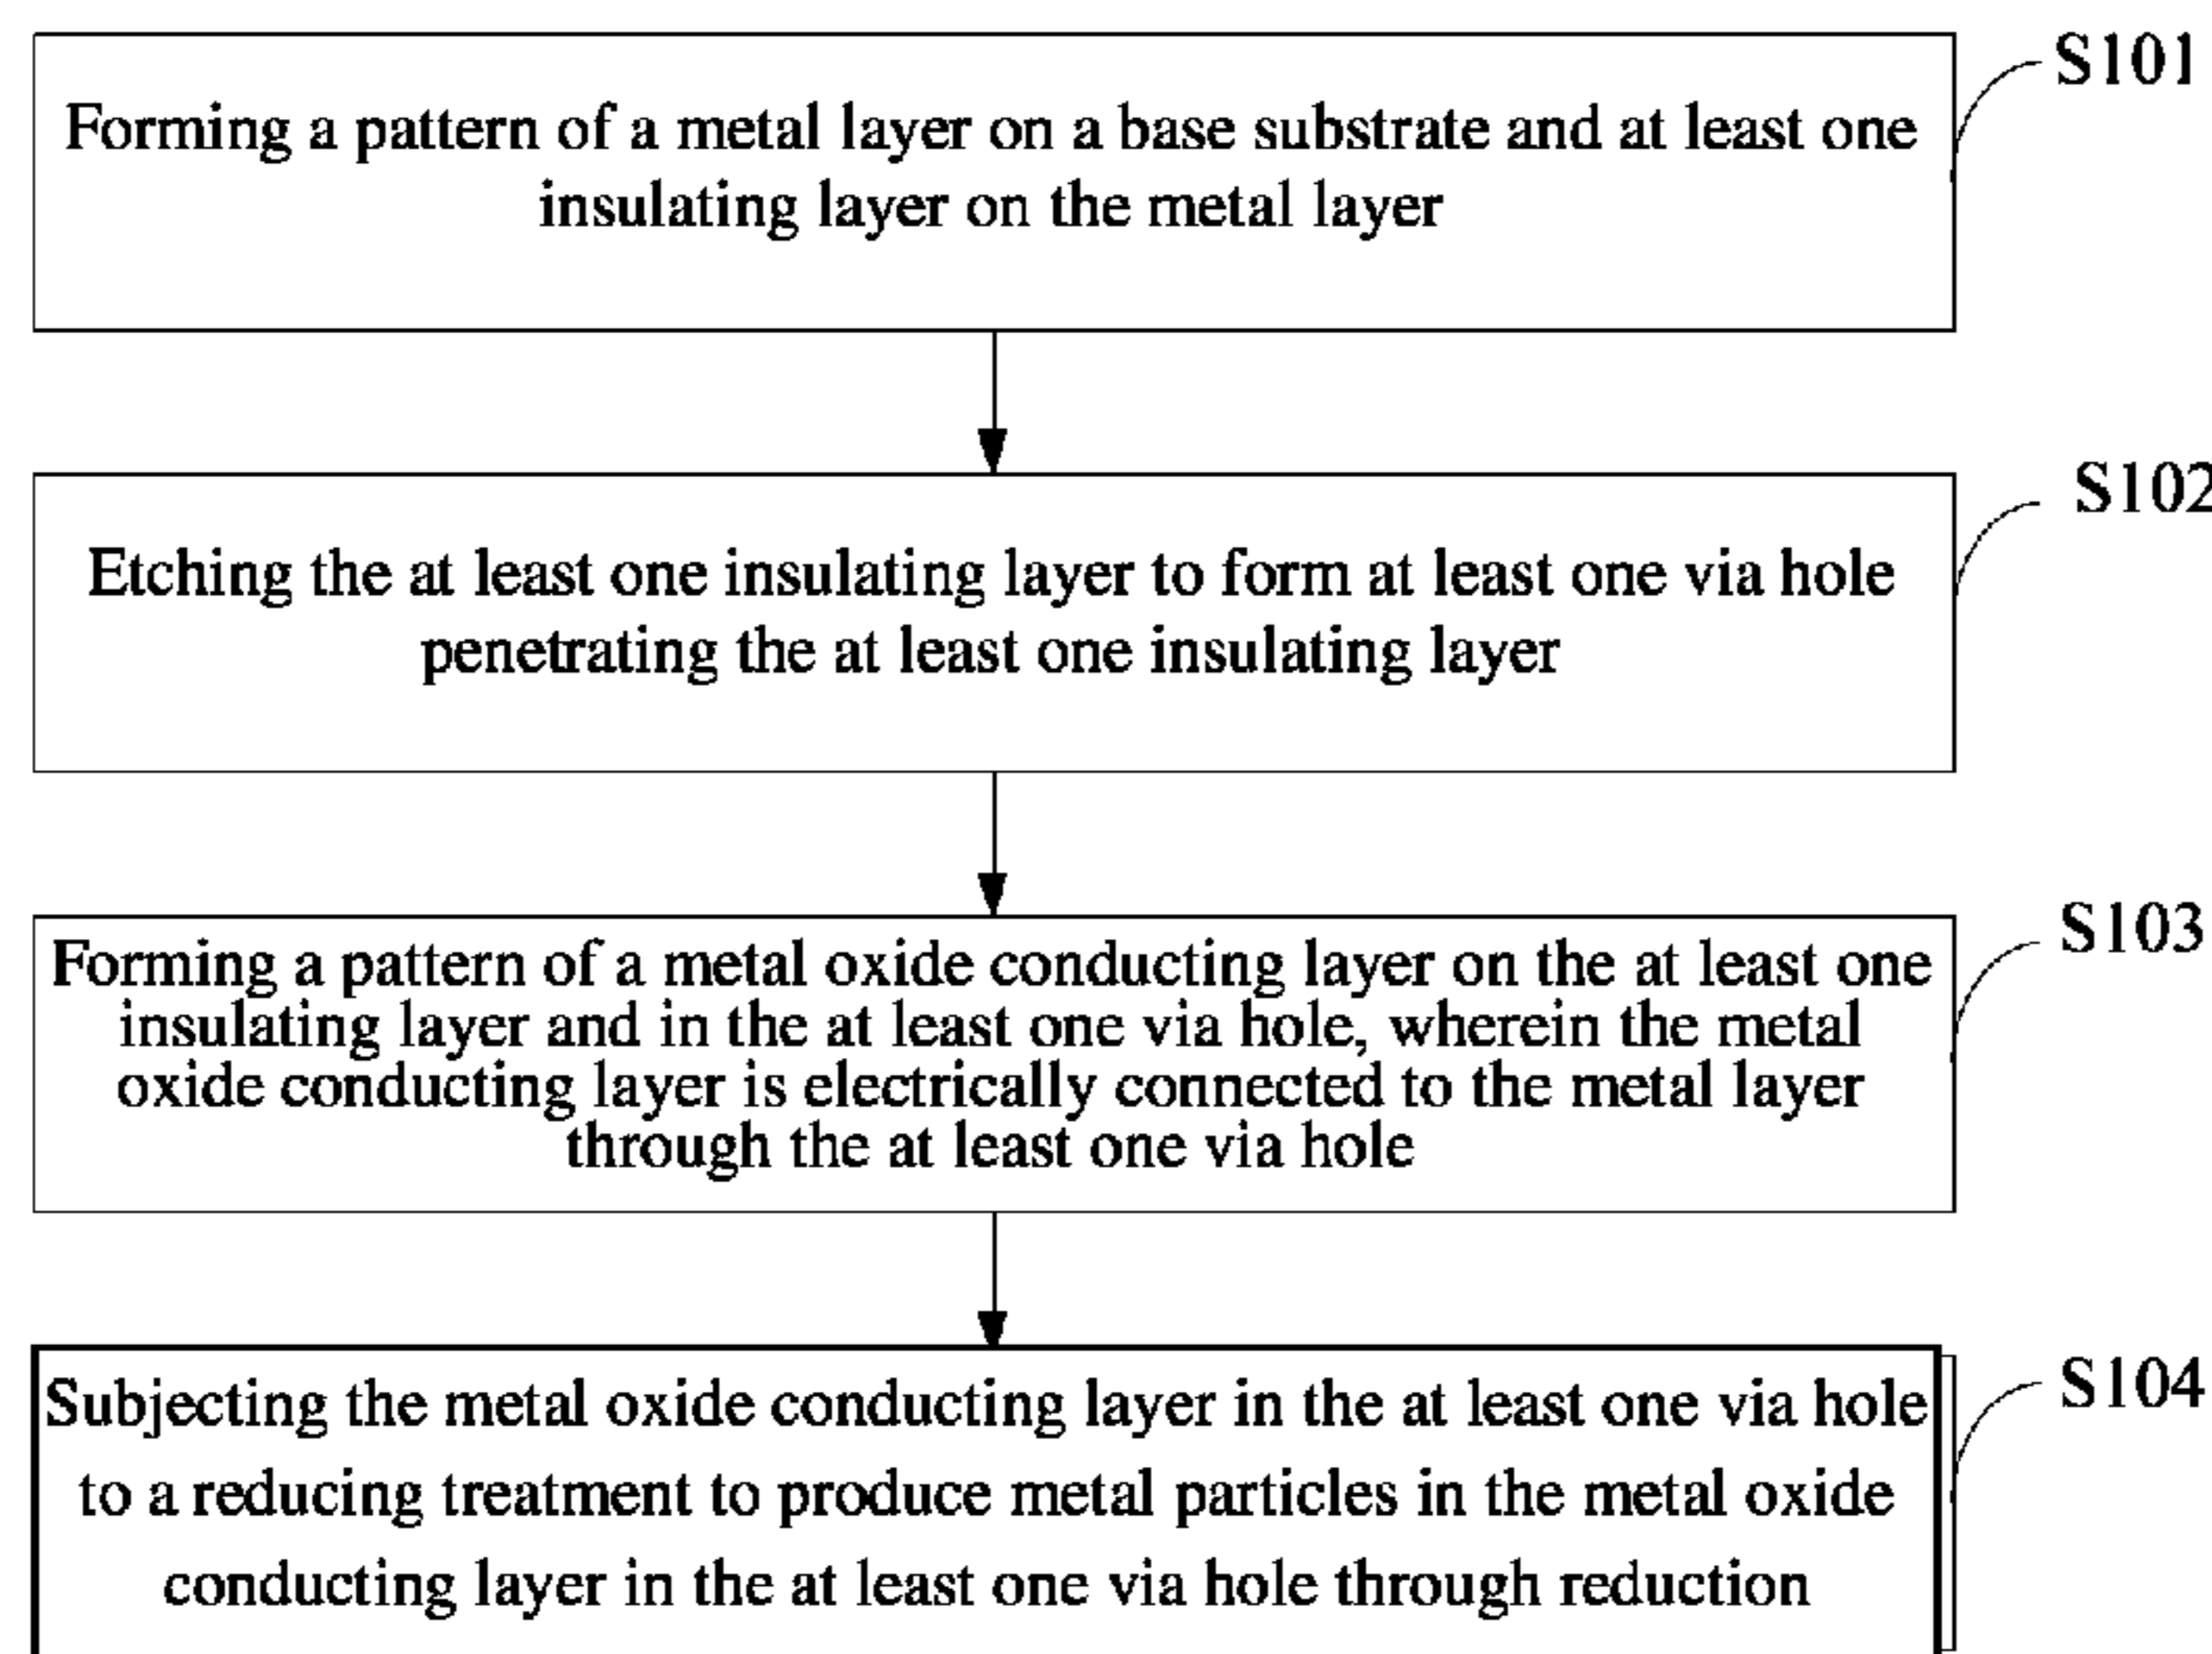 S101
Forming a pattern of a metal layer on a base substrate and at least one
insulating layer on the metal layer
S102
Etching the at least one insulating layer to form at least one via hole
penetrating the at least one insulating layer
S103
Forming a pattern of a metal oxide conducting layer on the at least one
insulating layer and in the at least one via hole, wherein the metal
oxide conducting layer is electrically connected to the metal layer
through the at least one via hole
S104
Subjecting the metal oxide conducting layer in the at least one via hole
to a reducing treatment to produce metal particles in the metal oxide
conducting layer in the at least one via hole through reduction